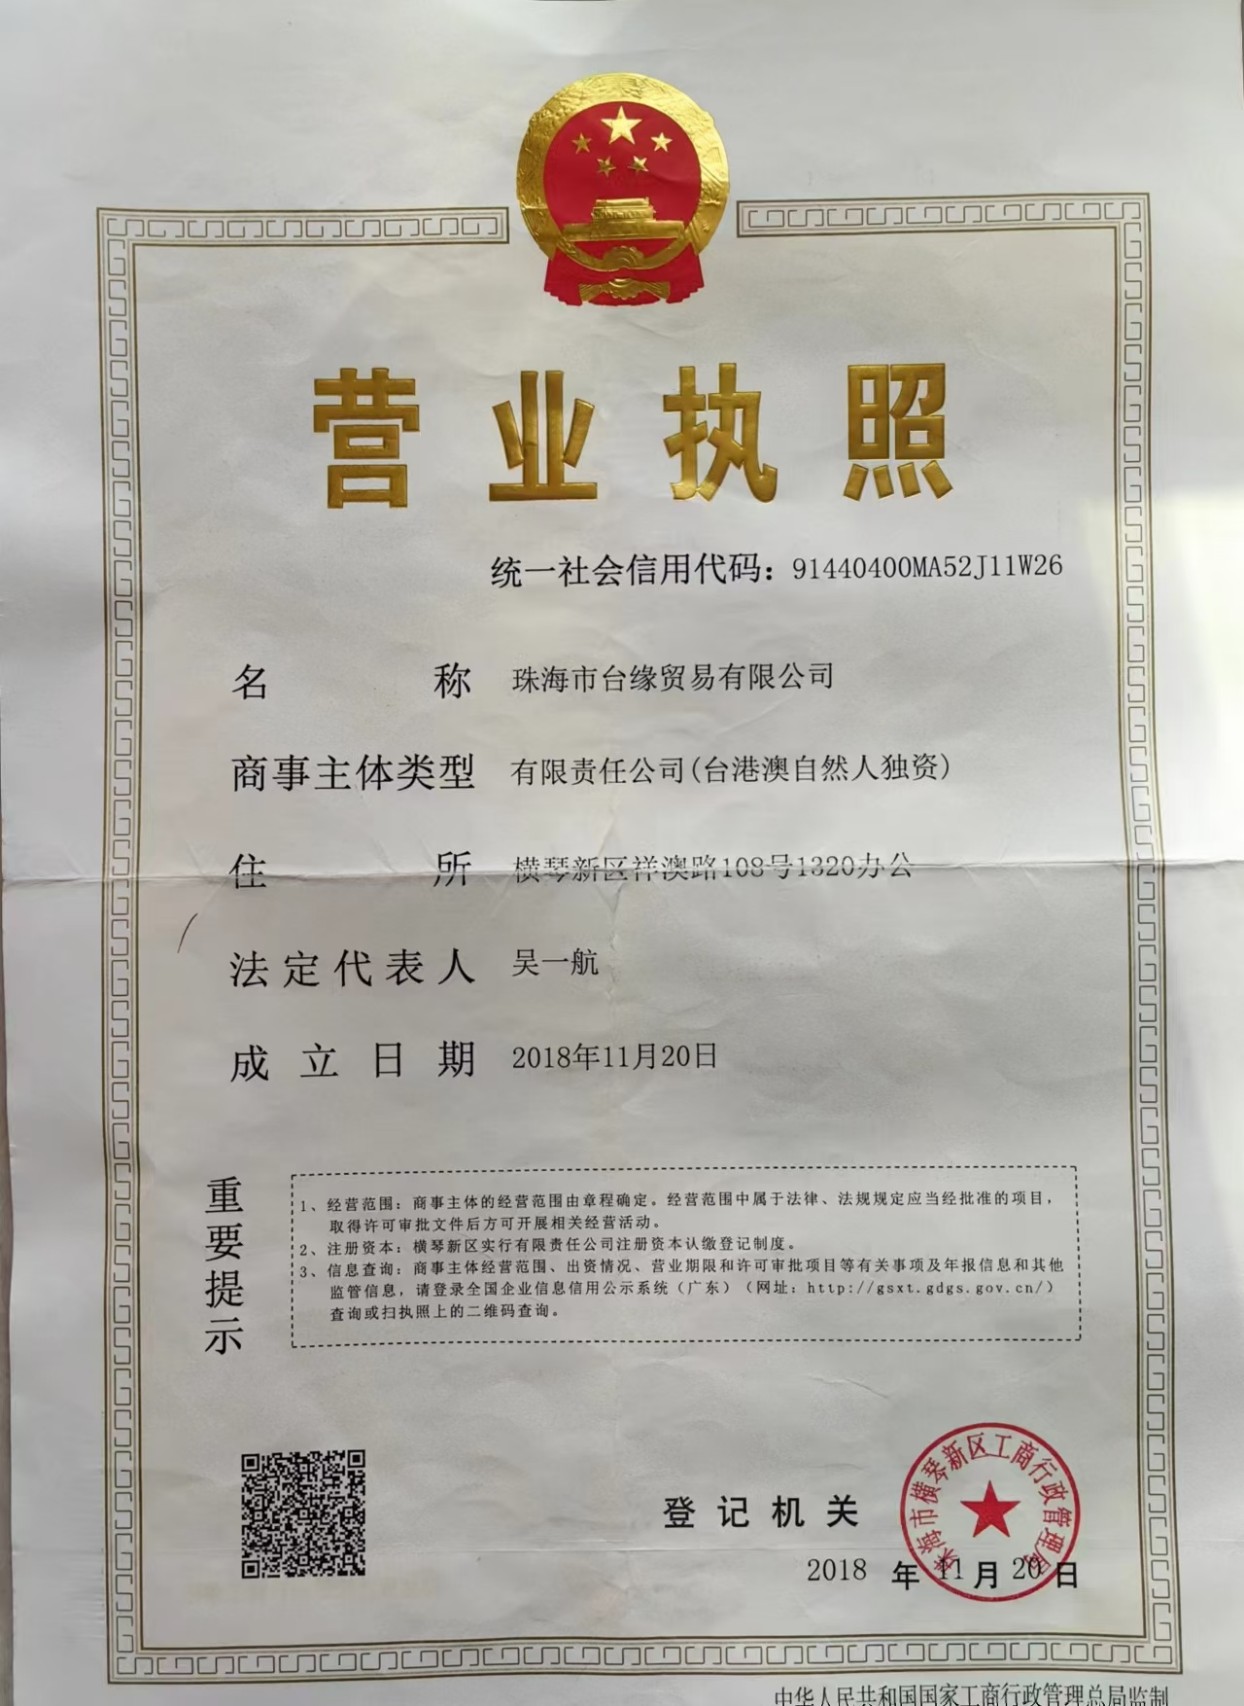 营业执照
统一社会信用代码：91440400MA52J11W26
名称 珠海市台缘贸易有限公司
商事主体类型 有限责任公司(台港澳自然人独资)
住所 横琴新区祥澳路108号1320办公
法定代表人 吴一航
成立日期 2018年11月20日
重要提示
1、经营范围：商事主体的经营范围由章程确定。经营范围中属于法律、法规规定应当经批准的项目，
取得许可审批文件后方可开展相关经营活动。
2、注册资本：横琴新区实行有限责任公司注册资本认缴登记制度。
3、信息查询：商事主体经营范围、出资情况、营业期限和许可审批项目等有关事项及年报信息和其他
监管信息，请登录全国企业信息信用公示系统（广东）（网址：http://gsxt.gdgs.gov.cn/）
查询或扫执照上的二维码查询。
登记机关
珠海市横琴新区工商行政管理局
2018 年 11 月 20 日
中华人民共和国国家工商行政管理总局监制